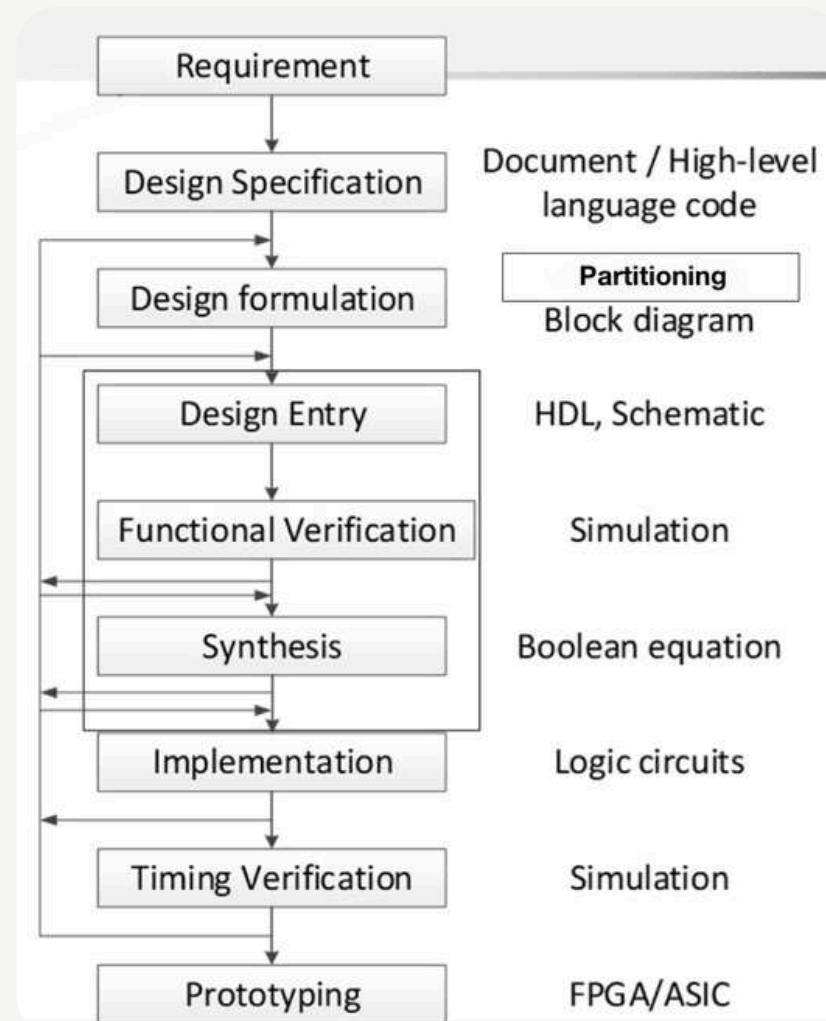 Requirement
Design Specification
Document / High-level
language code
Design formulation
Partitioning
Block diagram
Design Entry
HDL, Schematic
Functional Verification
Simulation
Synthesis
Boolean equation
Implementation
Logic circuits
Timing Verification
Simulation
Prototyping
FPGA/ASIC